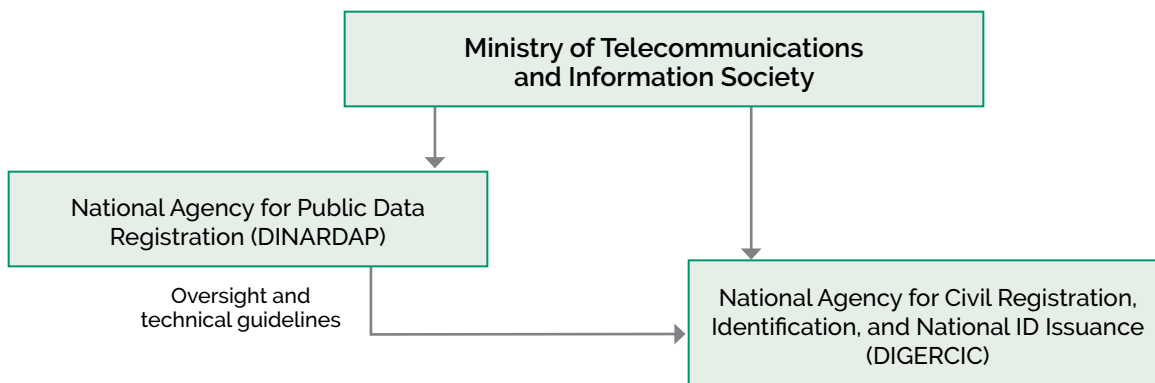 Ministry of Telecommunications
and Information Society
National Agency for Public Data
Registration (DINARDAP)
Oversight and
technical guidelines
National Agency for Civil Registration,
Identification, and National ID Issuance
(DIGERCIC)